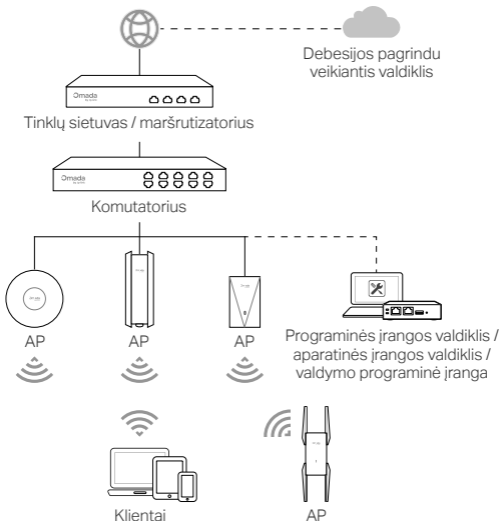 Debesijos pagrindu
veikiantis valdiklis
Omada
Tinklų sietuvas / maršrutizatorius
Omada
Komutatorius
AP
AP
AP
Programinės įrangos valdiklis /
aparatinės įrangos valdiklis /
valdymo programinė įranga
Klientai
AP